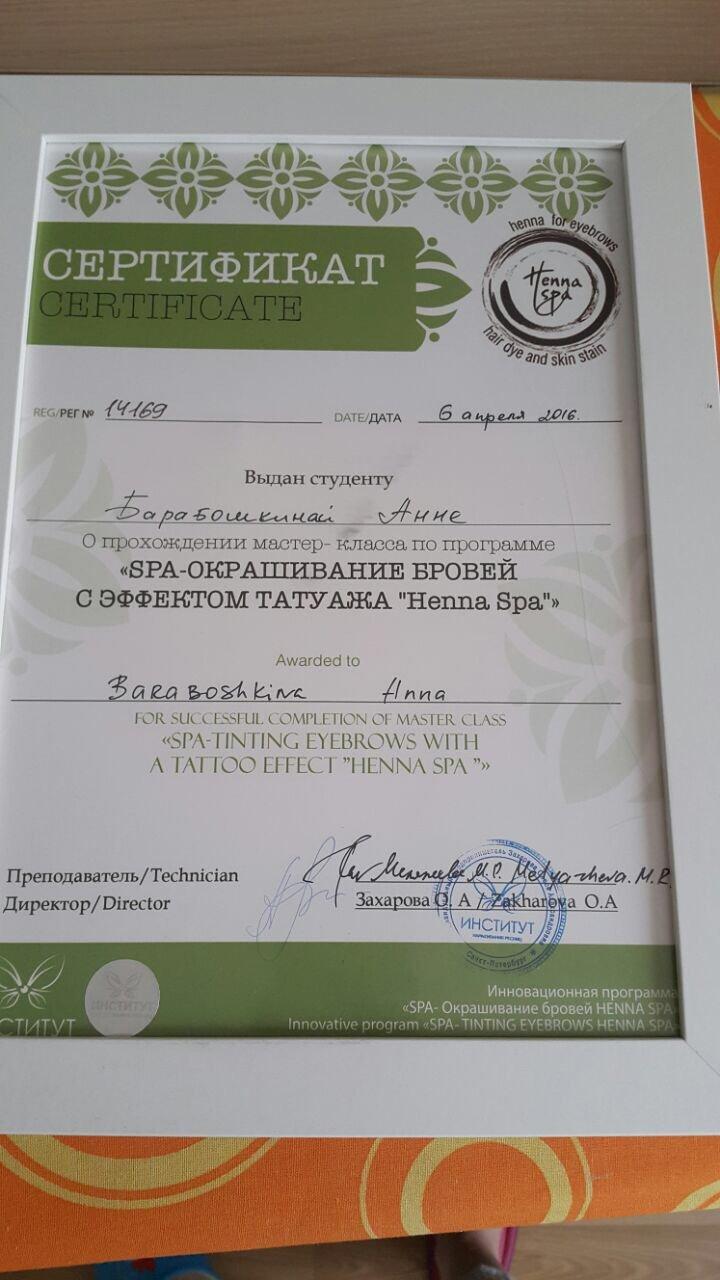 СЕРТИФИКАТ
CERTIFICATE
henna for eyebrows
Henna
Spa
hair dye and skin stain
REG/РЕГ № 14169 DATE/ДАТА 6 апреля 2016.
Выдан студенту
Барабошкиной Анне
О прохождении мастер- класса по программе
«SPA-ОКРАШИВАНИЕ БРОВЕЙ
С ЭФФЕКТОМ ТАТУАЖА "Henna Spa"»
Awarded to
Baraboshkina Anna
FOR SUCCESSFUL COMPLETION OF MASTER CLASS
«SPA-TINTING EYEBROWS WITH
A TATTOO EFFECT "HENNA SPA "»
Преподаватель/Technician
Директор/Director Захарова О. А / Zakharova O.A
ИНСТИТУТ
Санкт-Петербург
СТИТУТ
ИНСТИТУТ
Инновационная программа
«SPA- Окрашивание бровей HENNA SPA»
Innovative program «SPA- TINTING EYEBROWS HENNA SPA»